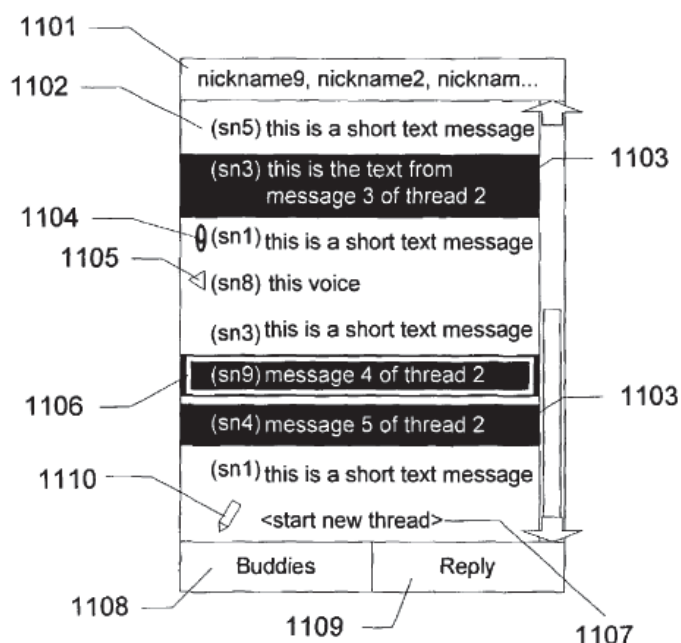 1101
nickname9, nickname2, nicknam...
1102
(sn5) this is a short text message
(sn3) this is the text from
message 3 of thread 2
1103
1104
(sn1) this is a short text message
1105
(sn8) this voice
(sn3) this is a short text message
(sn9) message 4 of thread 2
1106
1103
(sn4) message 5 of thread 2
(sn1) this is a short text message
1110
<start new thread>
Buddies
Reply
1108
1109
1107